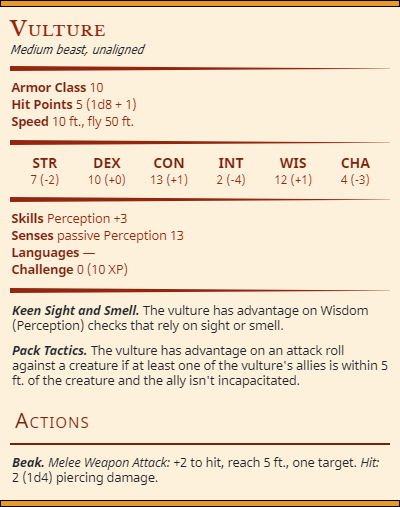 Vulture
Medium beast, unaligned
Armor Class 10
Hit Points 5 (1d8 + 1)
Speed 10 ft., fly 50 ft.
STR DEX CON INT WIS CHA
7 (-2) 10 (+0) 13 (+1) 2 (-4) 12 (+1) 4 (-3)
Skills Perception +3
Senses passive Perception 13
Languages —
Challenge 0 (10 XP)
Keen Sight and Smell. The vulture has advantage on Wisdom
(Perception) checks that rely on sight or smell.
Pack Tactics. The vulture has advantage on an attack roll
against a creature if at least one of the vulture's allies is within 5
ft. of the creature and the ally isn't incapacitated.
Actions
Beak. Melee Weapon Attack: +2 to hit, reach 5 ft., one target. Hit:
2 (1d4) piercing damage.